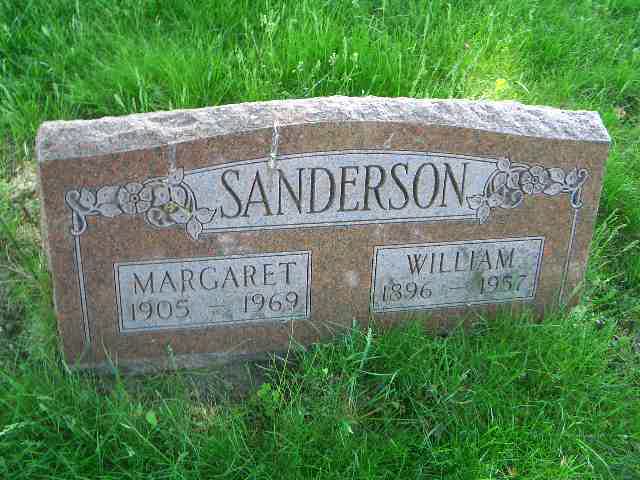 SANDERSON
MARGARET
1905 – 1969
WILLIAM
1896 – 1957